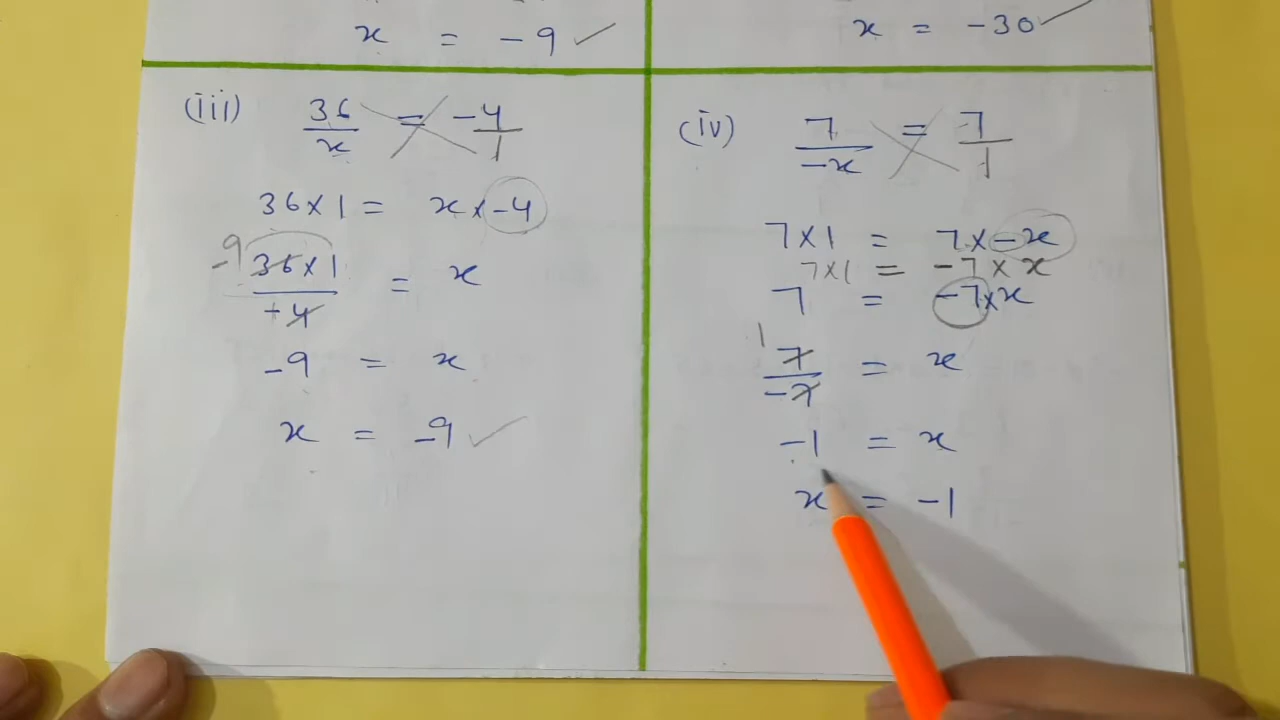 x = -9 ✓
x = -30 ✓
(iii) 36/x = -4/1
36 × 1 = x × -4
-9
36 × 1 / +4 = x
-9 = x
x = -9 ✓
(iv) 7/-x = 7/1
7 × 1 = 7 × -x
7 × 1 = -7 × x
7 = -7 × x
1
7/-7 = x
-1 = x
x = -1